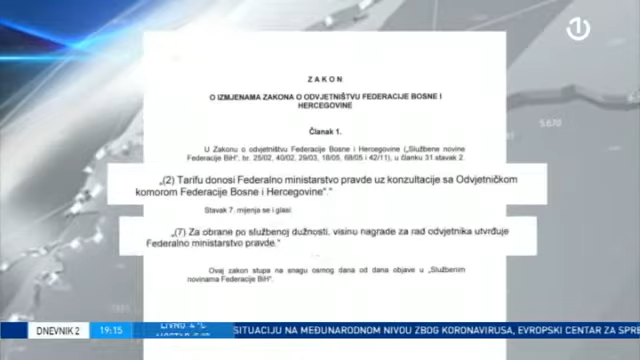 Z A K O N
O IZMJENAMA ZAKONA O ODVJETNIŠTVU FEDERACIJE BOSNE I
HERCEGOVINE
Članak 1.
U Zakonu o odvjetništvu Federacije Bosne i Hercegovine („Službene novine
Federacije BiH“, br. 25/02, 40/02, 29/03, 18/05, 68/05 i 42/11), u članku 31 stavak 2.
„(2) Tarifu donosi Federalno ministarstvo pravde uz konzultacije sa Odvjetničkom
komorom Federacije Bosne i Hercegovine“.“
Stavak 7. mijenja se i glasi:
„(7) Za obrane po službenoj dužnosti, visinu nagrade za rad odvjetnika utvrđuje
Federalno ministarstvo pravde.“
Ovaj zakon stupa na snagu osmog dana od dana objave u „Službenim
novinama Federacije BiH“.
5.670
1
DNEVNIK 2 19:15 SITUACIJU NA MEĐUNARODNOM NIVOU ZBOG KORONAVIRUSA, EVROPSKI CENTAR ZA SPRE